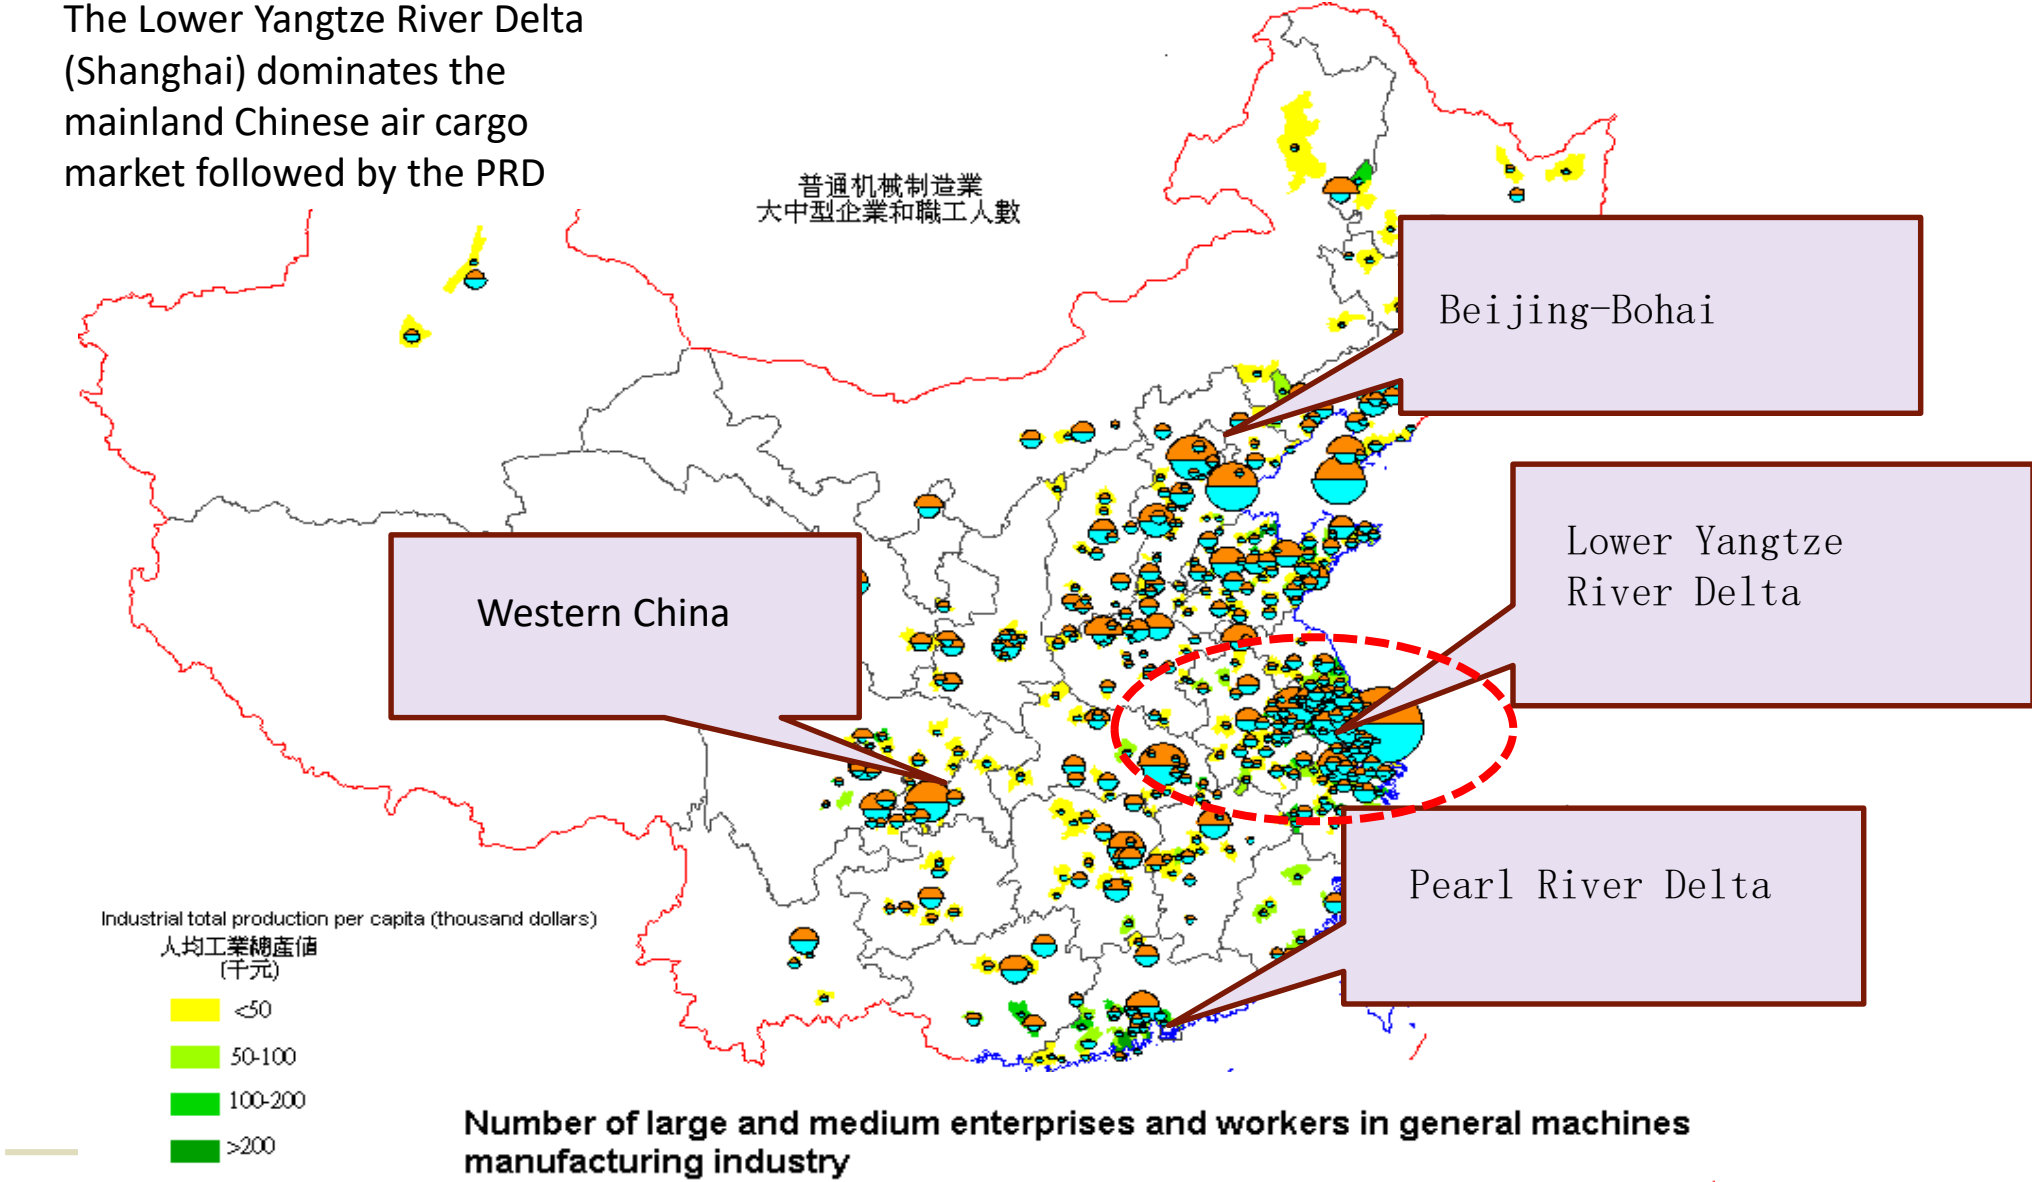 The Lower Yangtze River Delta
(Shanghai) dominates the
mainland Chinese air cargo
market followed by the PRD
普通机械制造業
大中型企業和職工人數
Beijing-Bohai
Lower Yangtze
River Delta
Western China
Pearl River Delta
Industrial total production per capita (thousand dollars)
人均工業總產值
(千元)
<50
50-100
100-200
>200
Number of large and medium enterprises and workers in general machines
manufacturing industry